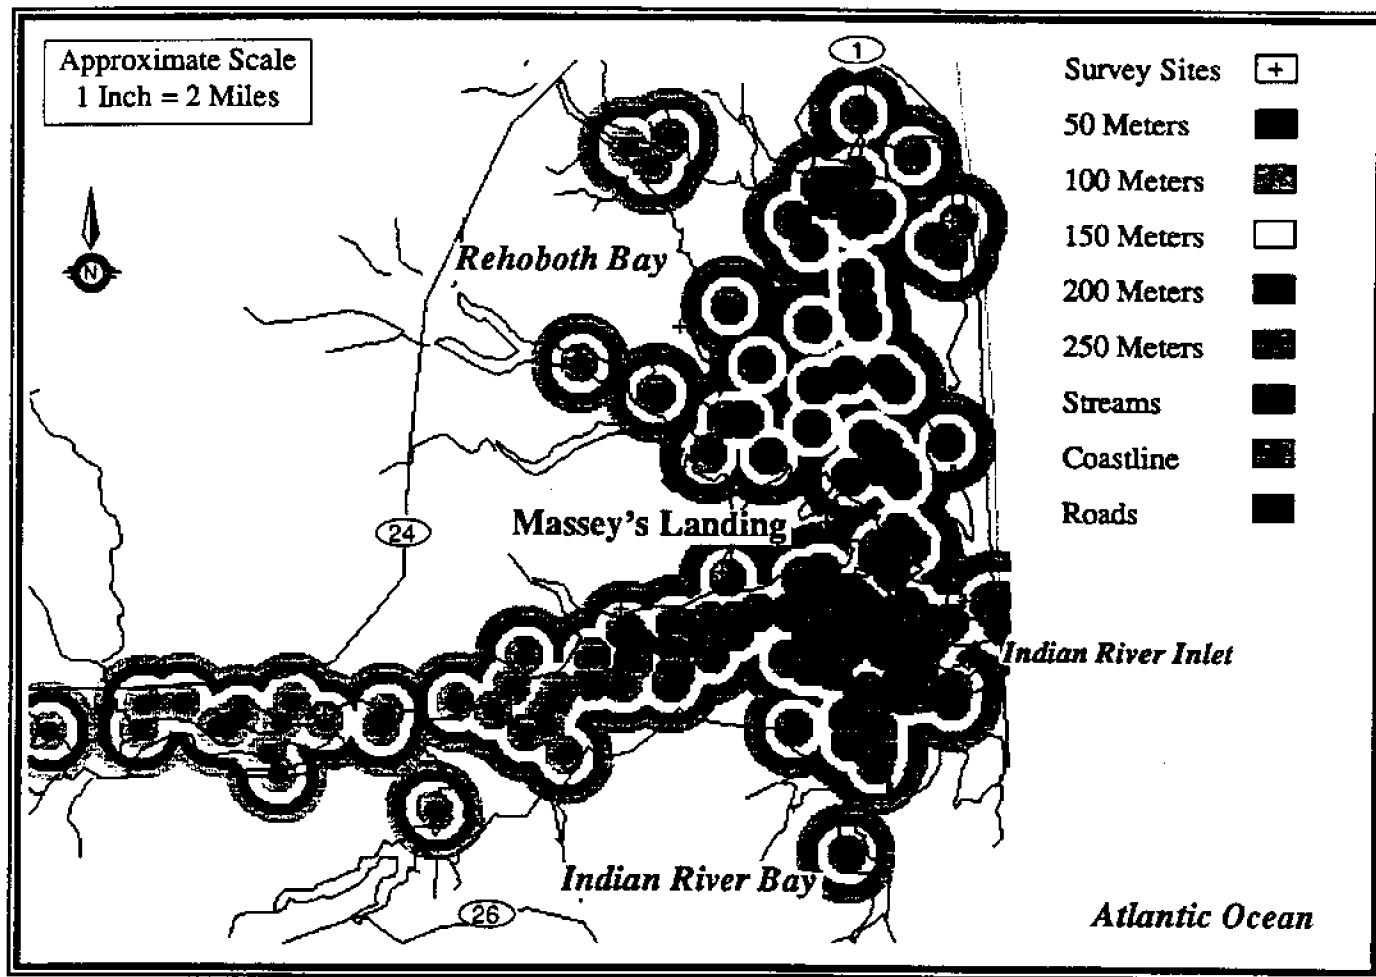 Approximate Scale
1 Inch = 2 Miles
N
1
Survey Sites
50 Meters
100 Meters
150 Meters
200 Meters
250 Meters
Streams
Coastline
Roads
Rehoboth Bay
24
Massey's Landing
Indian River Inlet
Indian River Bay
26
Atlantic Ocean